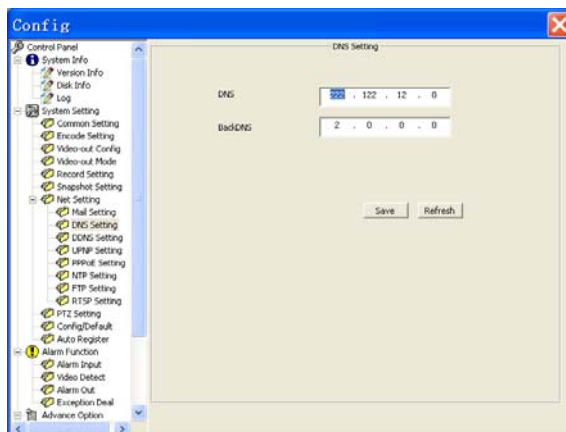 Config
Control Panel
System Info
Version Info
Disk Info
Log
System Setting
Common Setting
Encode Setting
Video-out Config
Video-out Mode
Record Setting
Snapshot Setting
Net Setting
Mail Setting
DNS Setting
DDNS Setting
UPNP Setting
PPPoE Setting
NTP Setting
FTP Setting
RTSP Setting
PTZ Setting
Config/Default
Auto Register
Alarm Function
Alarm Input
Video Detect
Alarm Out
Exception Deal
Advance Option
DNS Setting
DNS 222 . 122 . 12 . 0
BackDNS 2 . 0 . 0 . 0
Save Refresh